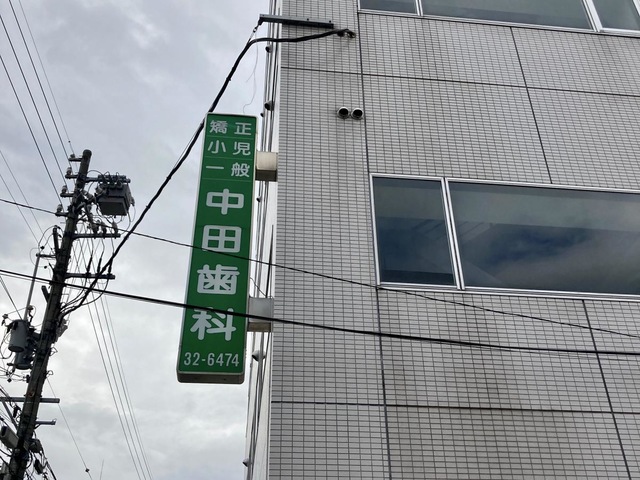 矯正
小児
一般
中田歯科
32-6474